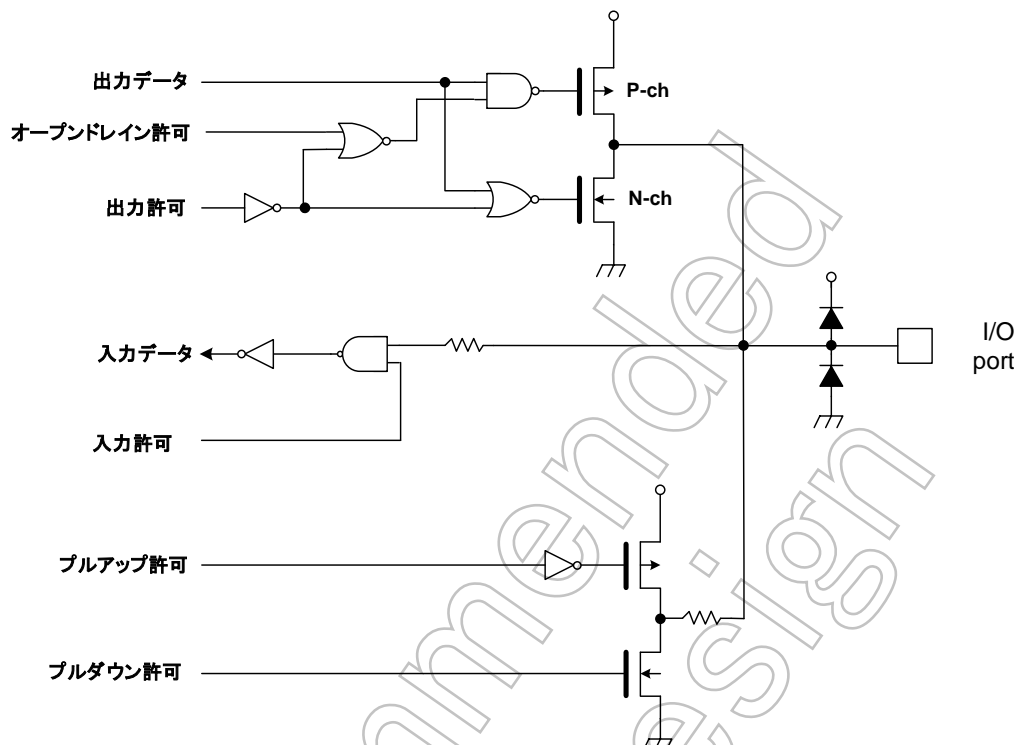 出力データ
P-ch
オープンドレイン許可
出力許可
N-ch
入力データ
I/O
port
入力許可
プルアップ許可
プルダウン許可
mmended
esign